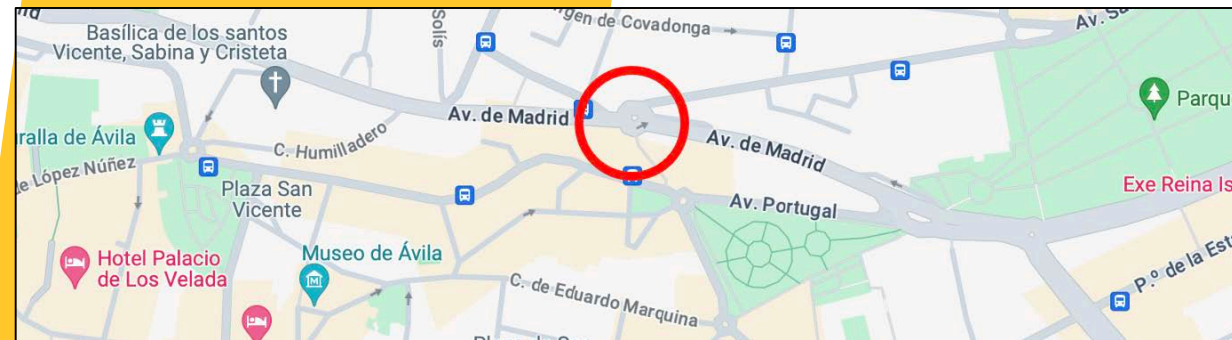 Basílica de los santos
Vicente, Sabina y Cristeta
Solís
Covadonga
Av.
Av. de Madrid
Av. de Madrid
Parqu
ralla de Ávila
C. Humilladero
López Núñez
Plaza San
Vicente
Av. Portugal
Exe Reina Is
Hotel Palacio
de Los Velada
Museo de Ávila
M
C. de Eduardo Marquina
P.º de la Est